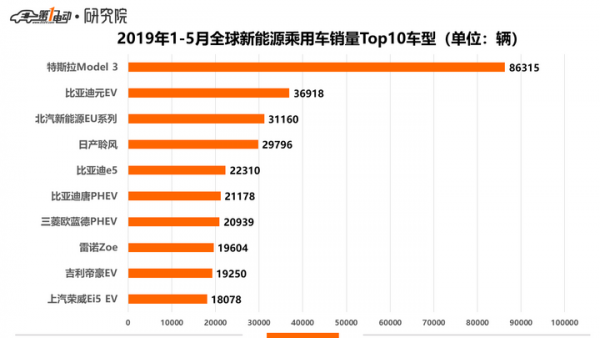 第1电动·研究院
2019年1-5月全球新能源乘用车销量Top10车型（单位：辆）
特斯拉Model 3 86315
比亚迪元EV 36918
北汽新能源EU系列 31160
日产聆风 29796
比亚迪e5 22310
比亚迪唐PHEV 21178
三菱欧蓝德PHEV 20939
雷诺Zoe 19604
吉利帝豪EV 19250
上汽荣威Ei5 EV 18078
0 10000 20000 30000 40000 50000 60000 70000 80000 90000 100000